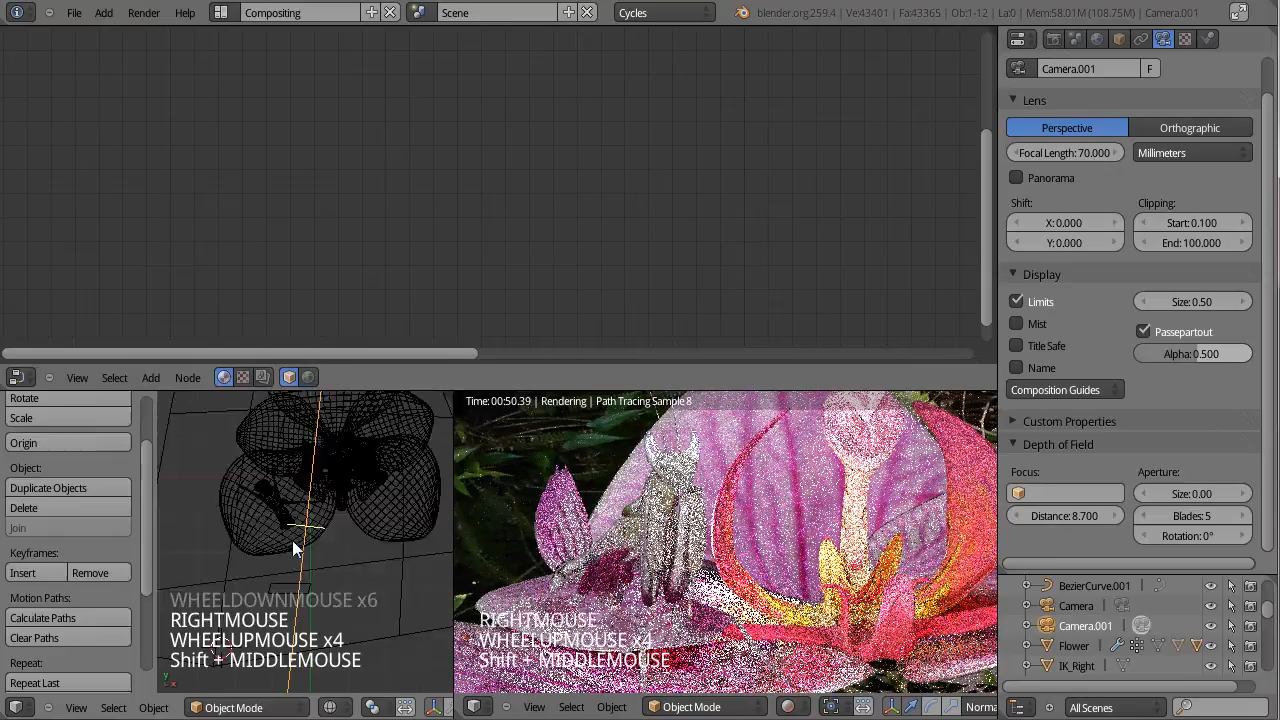 File Add Render Help Compositing Scene Cycles blender.org 259.4 | Ve:43401 | Fa:43365 | Ob:1-12 | La:0 | Mem:58.01M (108.75M) | Camera.001
Camera.001 F
Lens
Perspective Orthographic
Focal Length: 70.000 Millimeters
Panorama
Shift: Clipping:
X: 0.000 Start: 0.100
Y: 0.000 End: 100.000
Display
Limits Size: 0.50
Mist Passepartout
Title Safe Alpha: 0.500
Name
Composition Guides
Custom Properties
Depth of Field
Focus: Aperture:
Size: 0.00
Distance: 8.700 Blades: 5
Rotation: 0°
BezierCurve.001
Camera
Camera.001
Flower
IK_Right
All Scenes
View Select Add Node
Rotate
Scale
Origin
Object:
Duplicate Objects
Delete
Join
Keyframes:
Insert Remove
Motion Paths:
Calculate Paths
Clear Paths
Repeat:
Repeat Last
WHEELDOWNMOUSE x6
RIGHTMOUSE
WHEELUPMOUSE x4
Shift + MIDDLEMOUSE
View Select Object Object Mode
Time:00:50.39 | Rendering | Path Tracing Sample 8
RIGHTMOUSE
WHEELUPMOUSE x4
Shift + MIDDLEMOUSE
View Select Object Object Mode Norma